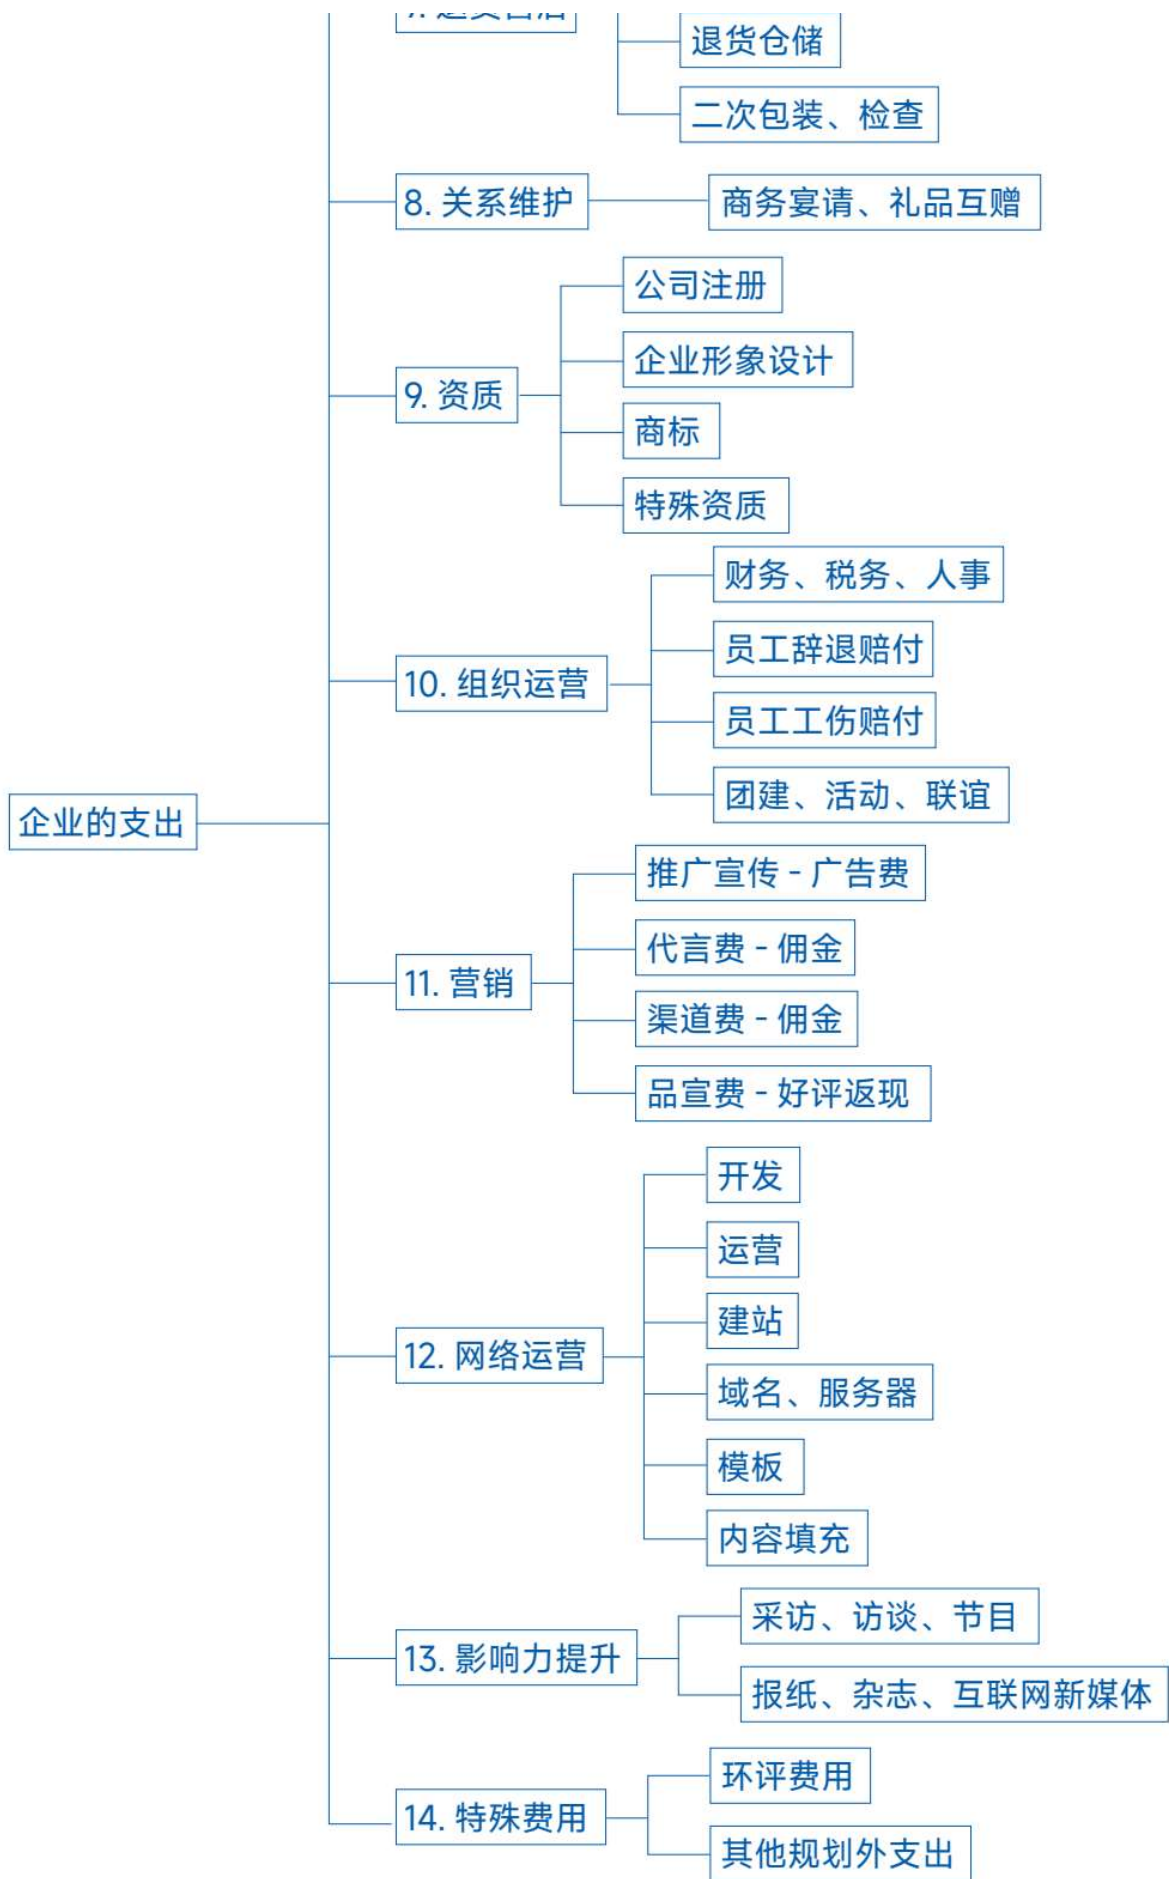 退货仓储
二次包装、检查
8. 关系维护
商务宴请、礼品互赠
公司注册
企业形象设计
9. 资质
商标
特殊资质
财务、税务、人事
员工辞退赔付
10. 组织运营
员工工伤赔付
团建、活动、联谊
企业的支出
推广宣传 - 广告费
代言费 - 佣金
11. 营销
渠道费 - 佣金
品宣费 - 好评返现
开发
运营
建站
12. 网络运营
域名、服务器
模板
内容填充
采访、访谈、节目
13. 影响力提升
报纸、杂志、互联网新媒体
环评费用
14. 特殊费用
其他规划外支出